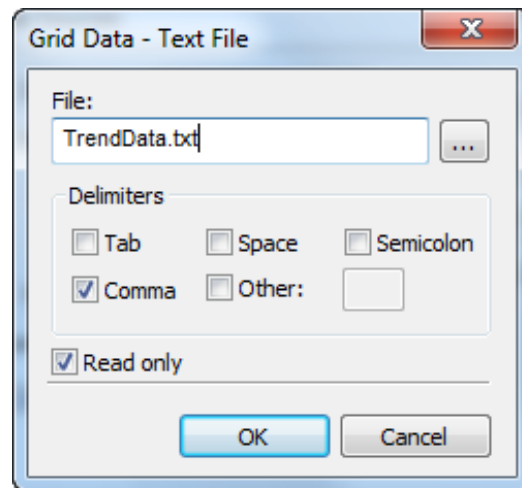 Grid Data - Text File
File:
TrendData.txt
...
Delimiters
Tab Space Semicolon
Comma Other:
Read only
OK Cancel